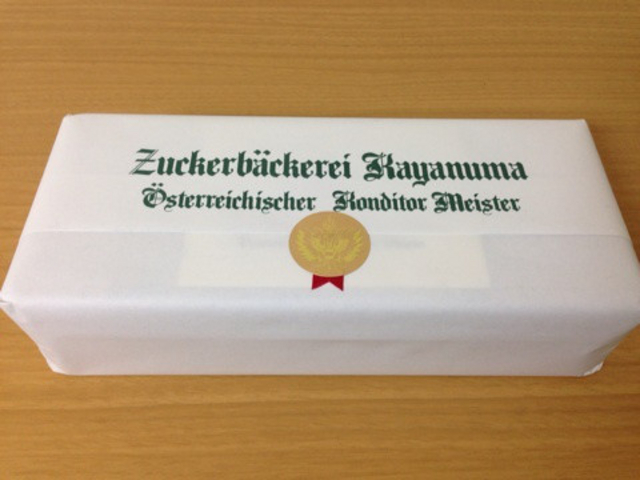 Zuckerbäckerei Kayanuma
Österreichischer Konditor Meister